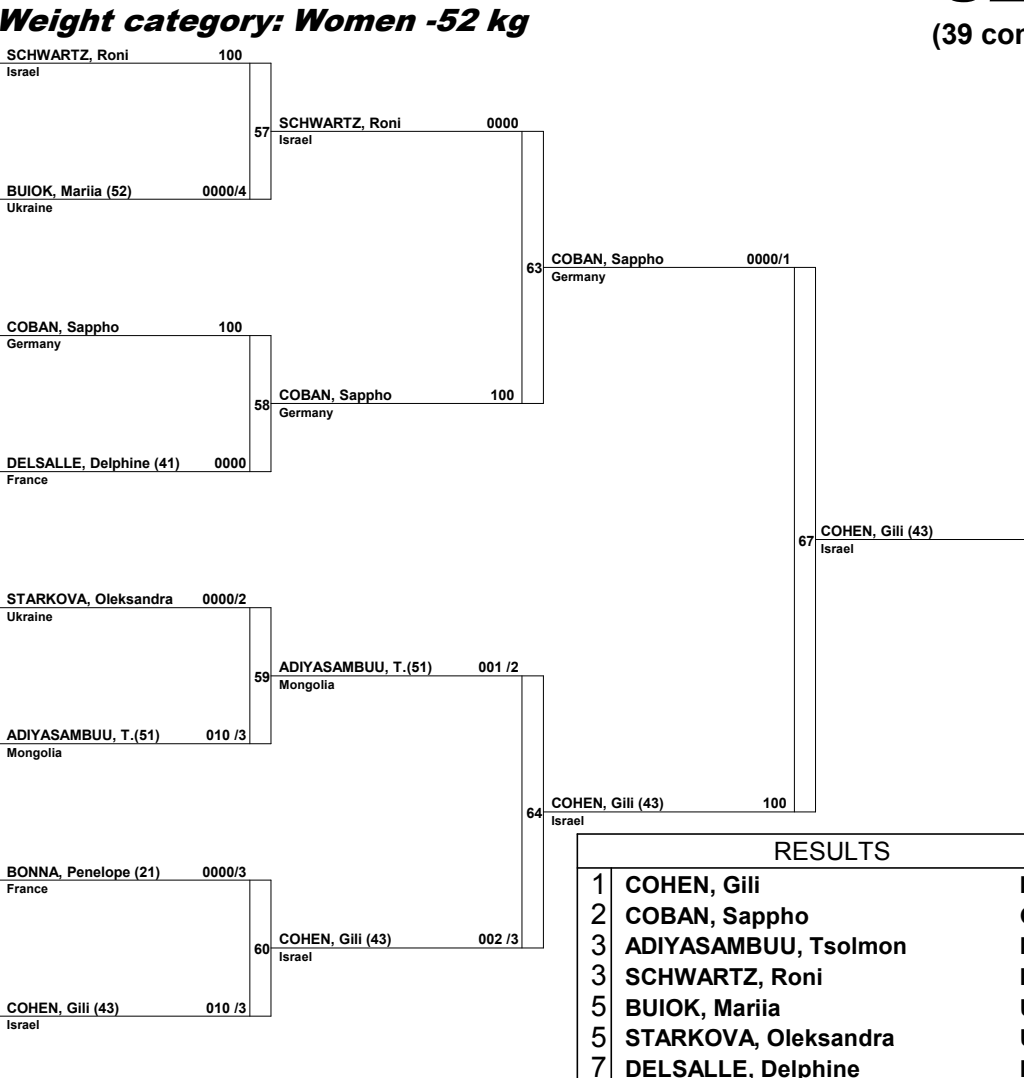 Weight category: Women -52 kg
(39
SCHWARTZ, Roni 100
Israel
57
SCHWARTZ, Roni 0000
Israel
BUIOK, Mariia (52) 0000/4
Ukraine
63
COBAN, Sappho 0000/1
Germany
COBAN, Sappho 100
Germany
58
COBAN, Sappho 100
Germany
DELSALLE, Delphine (41) 0000
France
67
COHEN, Gili (43)
Israel
STARKOVA, Oleksandra 0000/2
Ukraine
59
ADIYASAMBUU, T.(51) 001 /2
Mongolia
ADIYASAMBUU, T.(51) 010 /3
Mongolia
64
COHEN, Gili (43) 100
Israel
BONNA, Penelope (21) 0000/3
France
60
COHEN, Gili (43) 002 /3
Israel
COHEN, Gili (43) 010 /3
Israel
RESULTS
1 COHEN, Gili
2 COBAN, Sappho
3 ADIYASAMBUU, Tsolmon
3 SCHWARTZ, Roni
5 BUIOK, Mariia
5 STARKOVA, Oleksandra
7 DELSALLE, Delphine